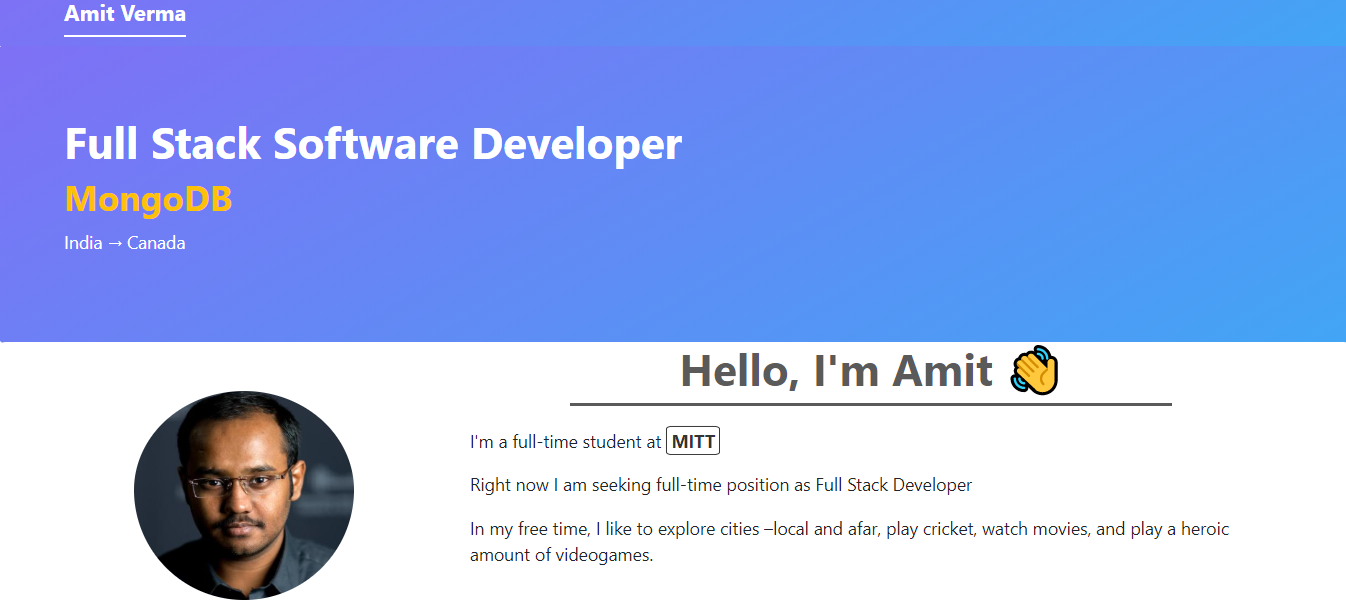 Amit Verma
Full Stack Software Developer
MongoDB
India → Canada
Hello, I'm Amit 👋
I'm a full-time student at MITT
Right now I am seeking full-time position as Full Stack Developer
In my free time, I like to explore cities –local and afar, play cricket, watch movies, and play a heroic
amount of videogames.